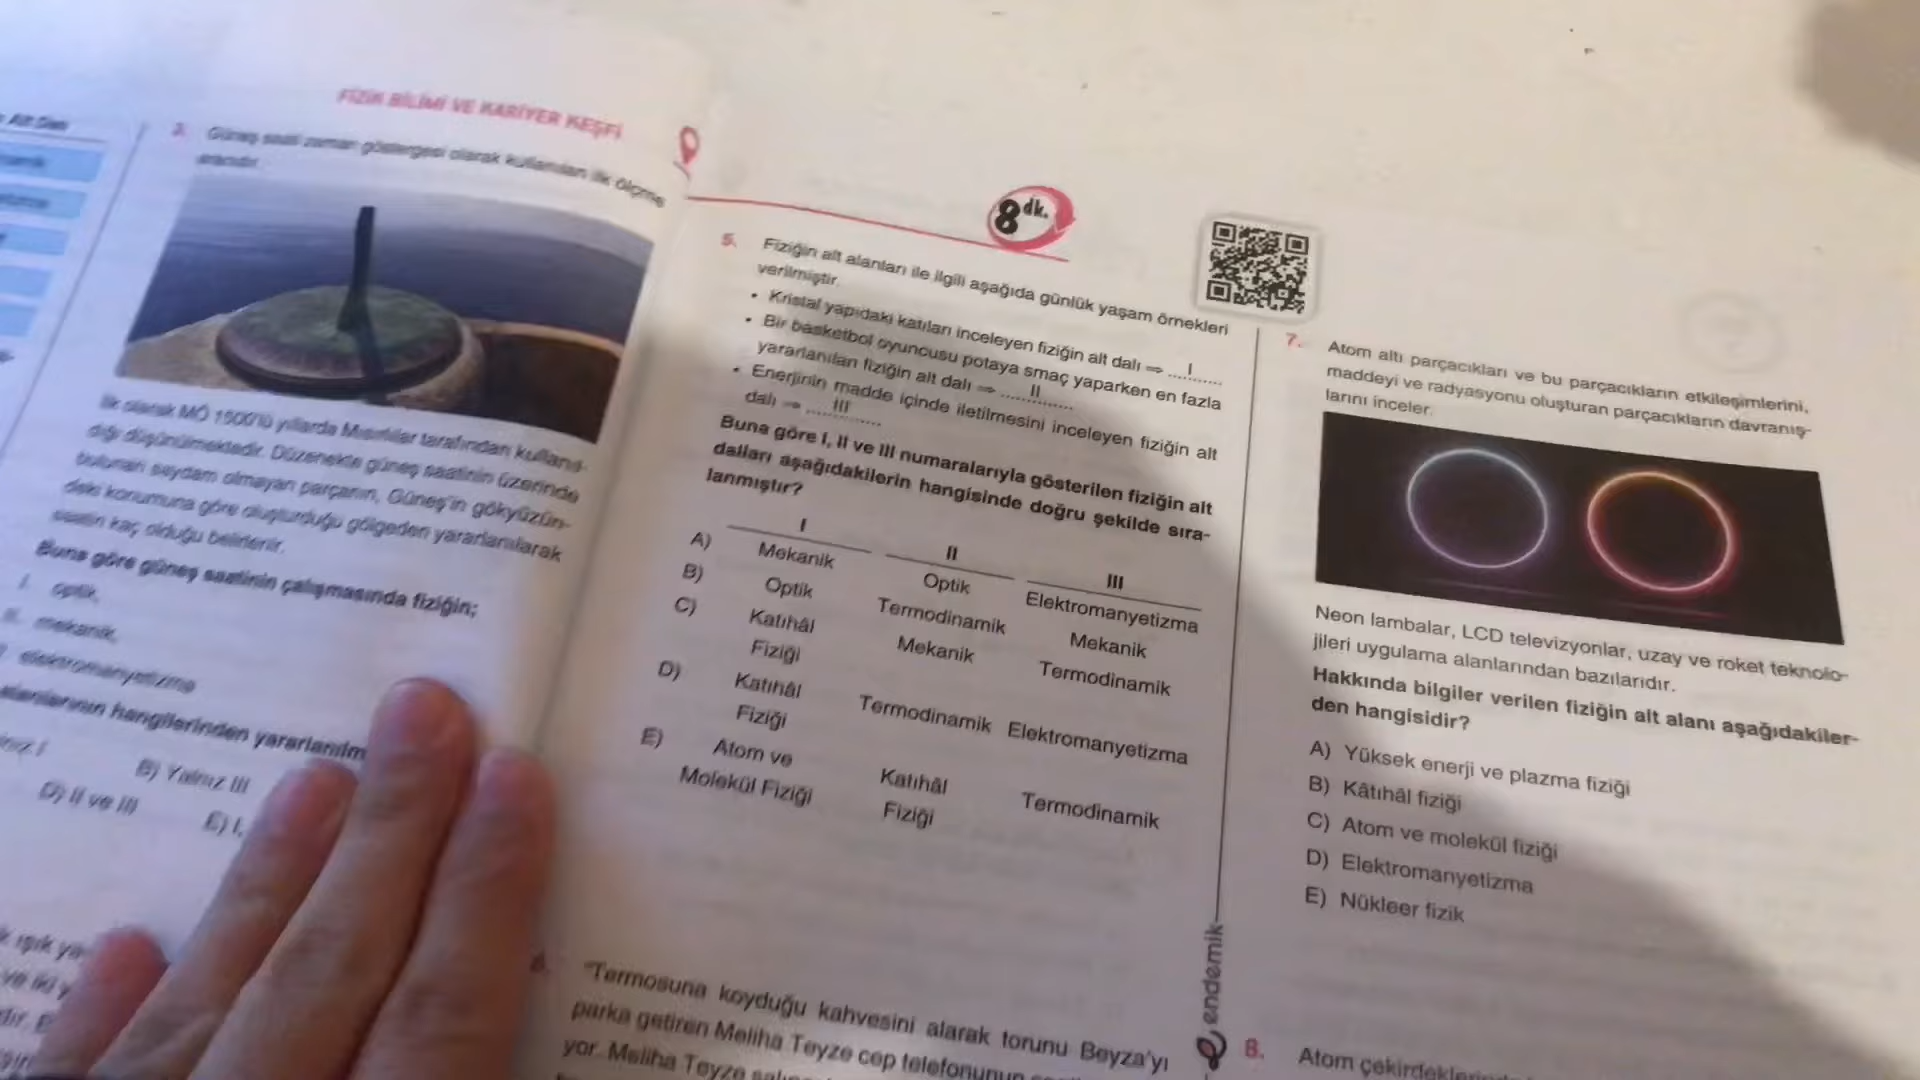 FİZİK BİLİMİ VE KARİYER KEŞFİ
Alt Dalı
3. Güneş saati zaman göstergesi olarak kullanılan ilk ölçme
aracıdır.
İlk olarak MÖ 1500'lü yıllarda Mısırlılar tarafından kullanıl-
dığı düşünülmektedir. Düzenekte güneş saatinin üzerinde
bulunan saydam olmayan parçanın, Güneş'in gökyüzün-
deki konumuna göre oluşturduğu gölgeden yararlanılarak
saatin kaç olduğu belirlenir.
Buna göre güneş saatinin çalışmasında fiziğin;
I. optik,
II. mekanik,
elektromanyetizma
alanlarının hangilerinden yararlanılm
B) Yalnız III
D) II ve III
E) I,
ışık ya
ve iki y
8 dk.
5. Fiziğin alt alanları ile ilgili aşağıda günlük yaşam örnekleri
verilmiştir.
• Kristal yapıdaki katıları inceleyen fiziğin alt dalı ⇒ ....I....
• Bir basketbol oyuncusu potaya smaç yaparken en fazla
yararlanılan fiziğin alt dalı ⇒ ....II....
• Enerjinin madde içinde iletilmesini inceleyen fiziğin alt
dalı ⇒ ....III....
Buna göre I, II ve III numaralarıyla gösterilen fiziğin alt
dalları aşağıdakilerin hangisinde doğru şekilde sıra-
lanmıştır?
I II III
A) Mekanik Optik Elektromanyetizma
B) Optik Termodinamik Mekanik
C) Katıhâl Mekanik Termodinamik
Fiziği
D) Katıhâl Termodinamik Elektromanyetizma
Fiziği
E) Atom ve Katıhâl Termodinamik
Molekül Fiziği Fiziği
6. "Termosuna koyduğu kahvesini alarak torunu Beyza'yı
parka getiren Meliha Teyze cep telefonunun
yor. Meliha Teyze
endemik
7. Atom altı parçacıkları ve bu parçacıkların etkileşimlerini,
maddeyi ve radyasyonu oluşturan parçacıkların davranış-
larını inceler.
Neon lambalar, LCD televizyonlar, uzay ve roket teknolo-
jileri uygulama alanlarından bazılarıdır.
Hakkında bilgiler verilen fiziğin alt alanı aşağıdakiler-
den hangisidir?
A) Yüksek enerji ve plazma fiziği
B) Kâtıhâl fiziği
C) Atom ve molekül fiziği
D) Elektromanyetizma
E) Nükleer fizik
8. Atom